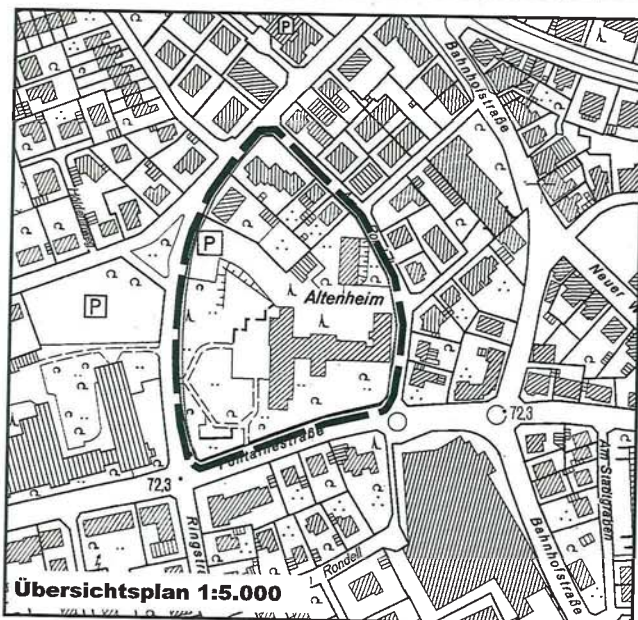 P
Bahnhofstraße
P
P
Neuer
Altenheim
72,3
Fontanestraße
Am Stadtgraben
72,3
Ringstr
Rondell
Bahnhofstraße
Übersichtsplan 1:5.000